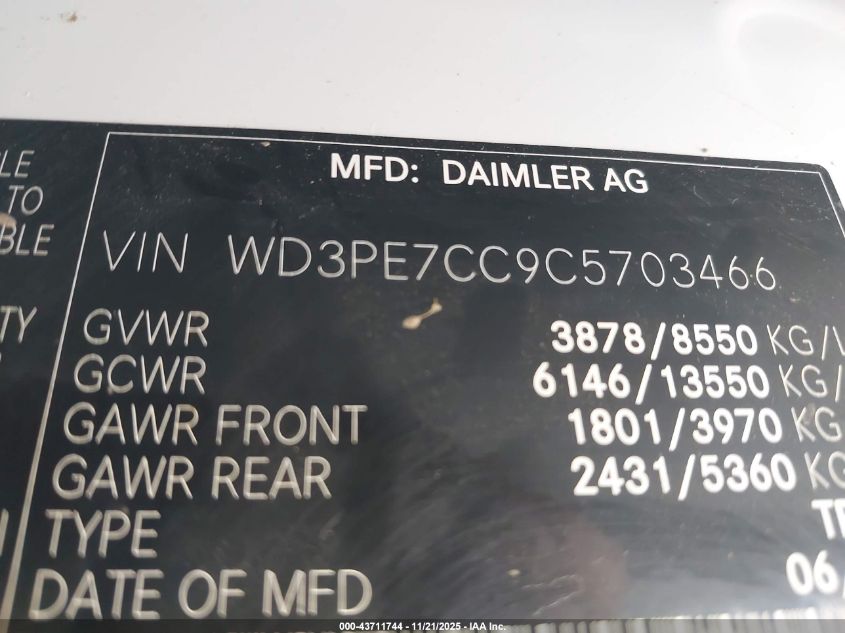 MFD: DAIMLER AG
LE
TO
BLE
VIN WD3PE7CC9C5703466
TY
GVWR 3878/8550 KG/
GCWR 6146/13550 KG/
GAWR FRONT 1801/3970 KG
GAWR REAR 2431/5360 KG
TYPE
DATE OF MFD 06
000-43711744 - 11/21/2025 - IAA Inc.